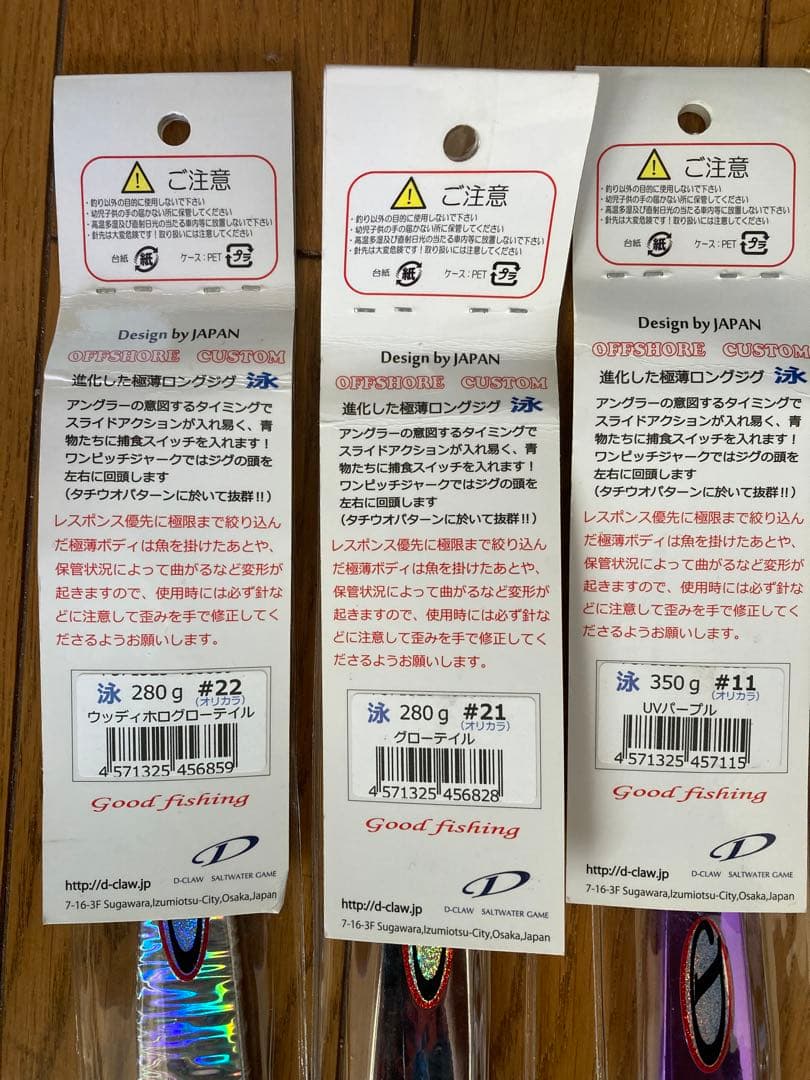 ご注意
・釣り以外の目的に使用しないで下さい
・幼児子供の手の届かない所に保管してください
・高温多湿及び直射日光の当たる車内等に放置しないで下さい
・針先は大変危険です！取り扱いには注意してください
台紙 紙 ケース：PET プラ
Design by JAPAN
OFFSHORE CUSTOM
進化した極薄ロングジグ 泳
アングラーの意図するタイミングで
スライドアクションが入れ易く、青
物たちに捕食スイッチを入れます！
ワンピッチジャークではジグの頭を
左右に回頭します
（タチウオパターンに於いて抜群!!）
レスポンス優先に極限まで絞り込ん
だ極薄ボディは魚を掛けたあとや、
保管状況によって曲がるなど変形が
起きますので、使用時には必ず針な
どに注意して歪みを手で修正してく
ださるようお願いします。
泳 280g #22
(オリカラ)
ウッディホログローテイル
4 571325 456859
Good fishing
D
http://d-claw.jp D-CLAW SALTWATER GAME
7-16-3F Sugawara,Izumiotsu-City,Osaka,Japan
ご注意
・釣り以外の目的に使用しないで下さい
・幼児子供の手の届かない所に保管してください
・高温多湿及び直射日光の当たる車内等に放置しないで下さい
・針先は大変危険です！取り扱いには注意してください
台紙 紙 ケース：PET プラ
Design by JAPAN
OFFSHORE CUSTOM
進化した極薄ロングジグ 泳
アングラーの意図するタイミングで
スライドアクションが入れ易く、青
物たちに捕食スイッチを入れます！
ワンピッチジャークではジグの頭を
左右に回頭します
（タチウオパターンに於いて抜群!!）
レスポンス優先に極限まで絞り込ん
だ極薄ボディは魚を掛けたあとや、
保管状況によって曲がるなど変形が
起きますので、使用時には必ず針な
どに注意して歪みを手で修正してく
ださるようお願いします。
泳 280g #21
(オリカラ)
グローテイル
4 571325 456828
Good fishing
D
http://d-claw.jp D-CLAW SALTWATER GAME
7-16-3F Sugawara,Izumiotsu-City,Osaka,Japan
ご注意
・釣り以外の目的に使用しないで下さい
・幼児子供の手の届かない所に保管してください
・高温多湿及び直射日光の当たる車内等に放置しないで下さい
・針先は大変危険です！取り扱いには注意してください
台紙 紙 ケース：PET プラ
Design by JAPAN
OFFSHORE CUSTOM
進化した極薄ロングジグ 泳
アングラーの意図するタイミングで
スライドアクションが入れ易く、青
物たちに捕食スイッチを入れます！
ワンピッチジャークではジグの頭を
左右に回頭します
（タチウオパターンに於いて抜群!!）
レスポンス優先に極限まで絞り込ん
だ極薄ボディは魚を掛けたあとや、
保管状況によって曲がるなど変形が
起きますので、使用時には必ず針な
どに注意して歪みを手で修正してく
ださるようお願いします。
泳 350g #11
(オリカラ)
UVパープル
4 571325 457115
Good fishing
D
http://d-claw.jp D-CLAW SALTWATER GAME
7-16-3F Sugawara,Izumiotsu-City,Osaka,Japan